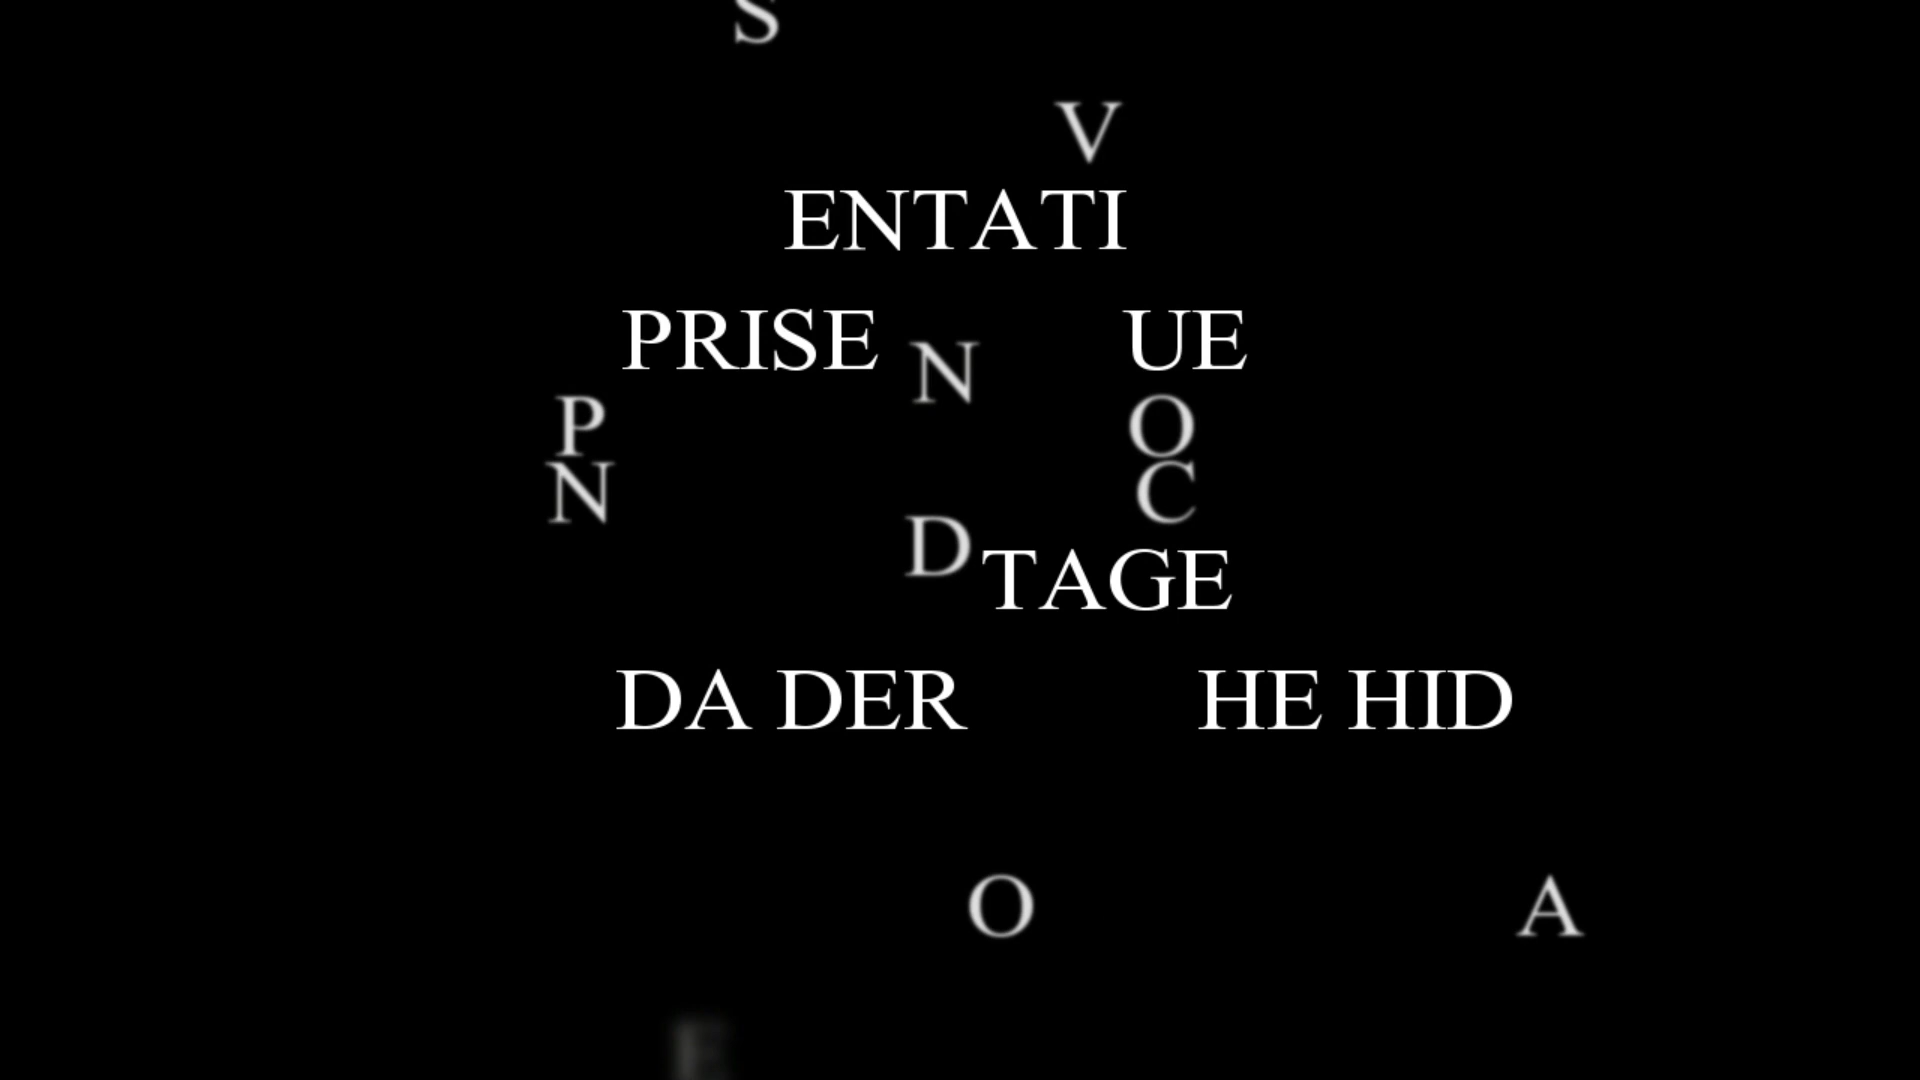 S
V
ENTATI
PRISE N UE
P O
N C
D TAGE
DA DER HE HID
O A
E